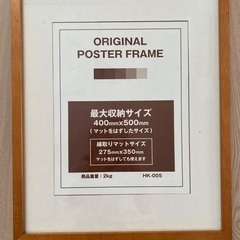 ORIGINAL
POSTER FRAME
最大収納サイズ
400mm×500mm
(マットをはずしたサイズ)
縁取りマットサイズ
275mm×350mm
マットをはずしても使えます
商品重量：2kg HK-005